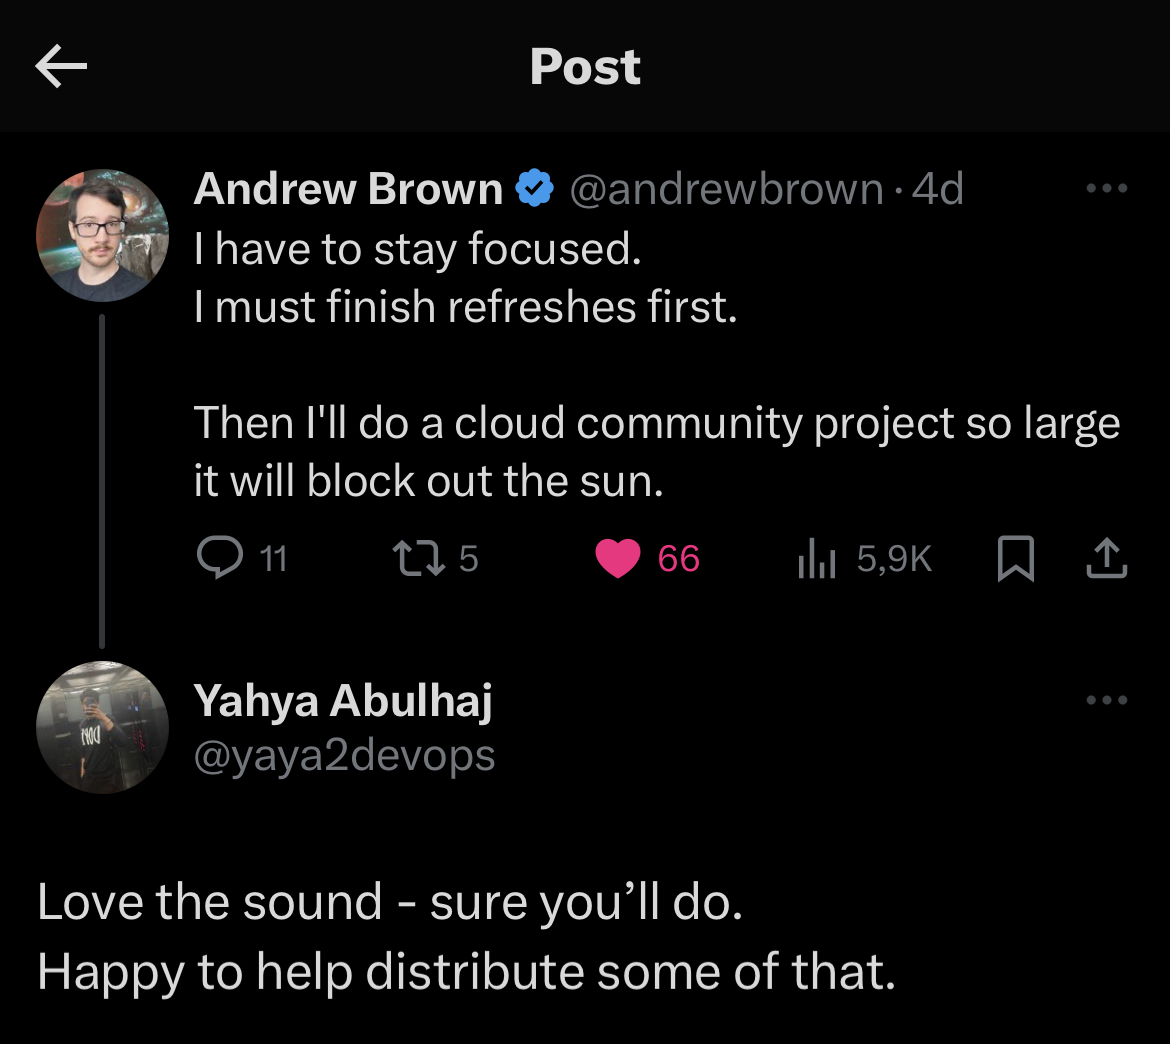 Post
Andrew Brown @andrewbrown · 4d
I have to stay focused.
I must finish refreshes first.
Then I'll do a cloud community project so large
it will block out the sun.
11 5 66 5,9K
Yahya Abulhaj
@yaya2devops
Love the sound - sure you’ll do.
Happy to help distribute some of that.